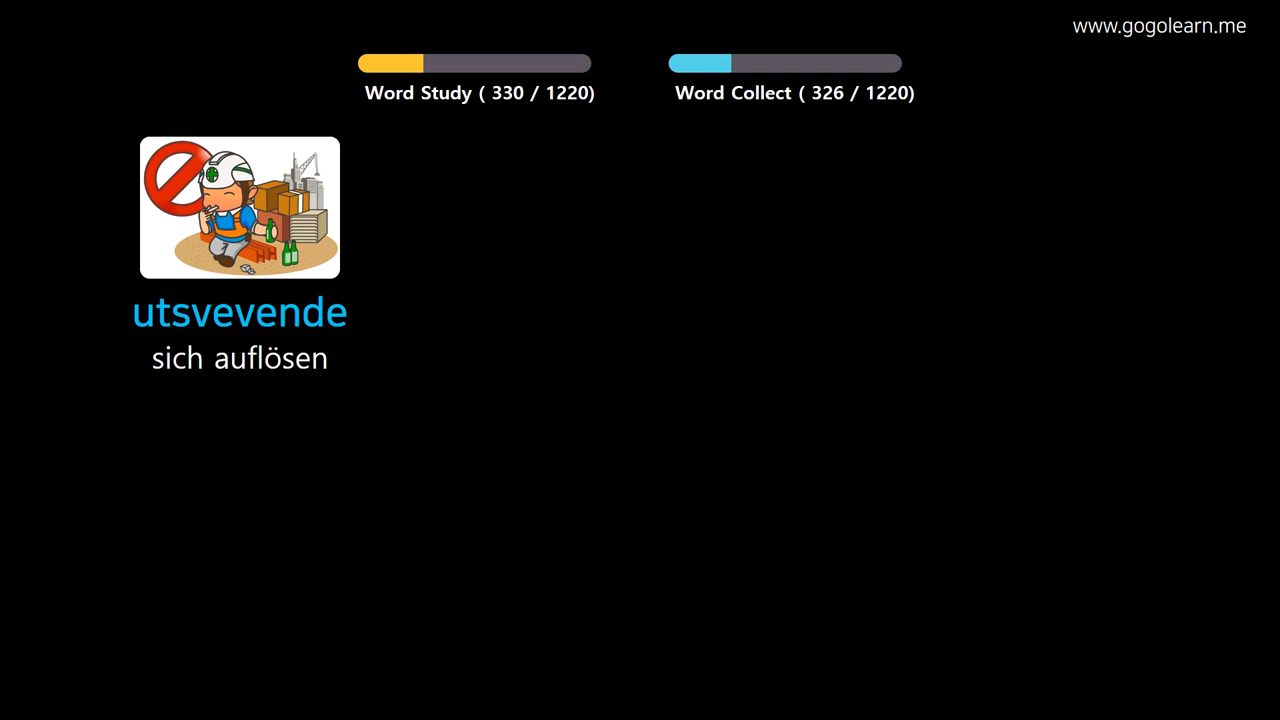 www.gogolearn.me
Word Study ( 330 / 1220)
Word Collect ( 326 / 1220)
utsvevende
sich auflösen